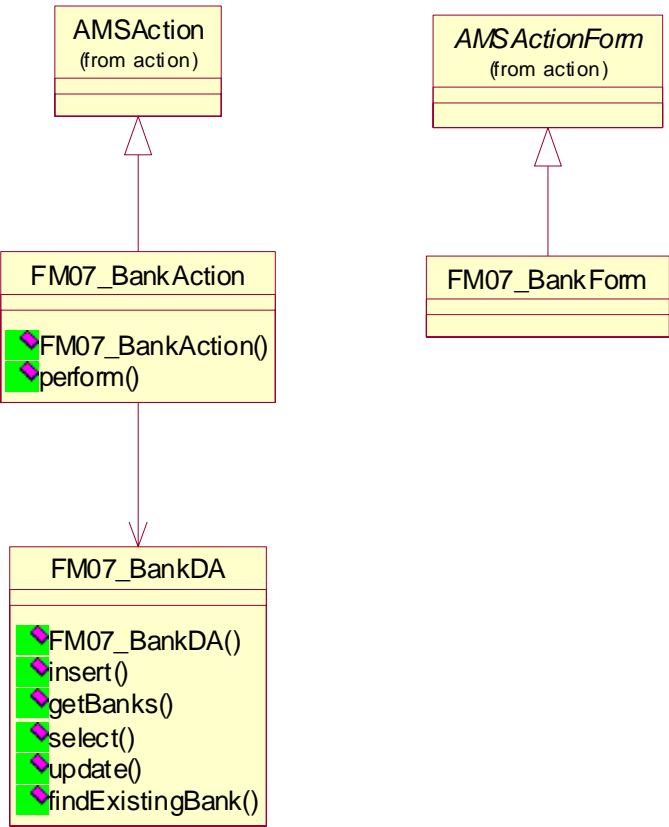 AMSAction
(from action)
AMSActionForm
(from action)
FM07_BankAction
FM07_BankAction()
perform()
FM07_BankForm
FM07_BankDA
FM07_BankDA()
insert()
getBanks()
select()
update()
findExistingBank()